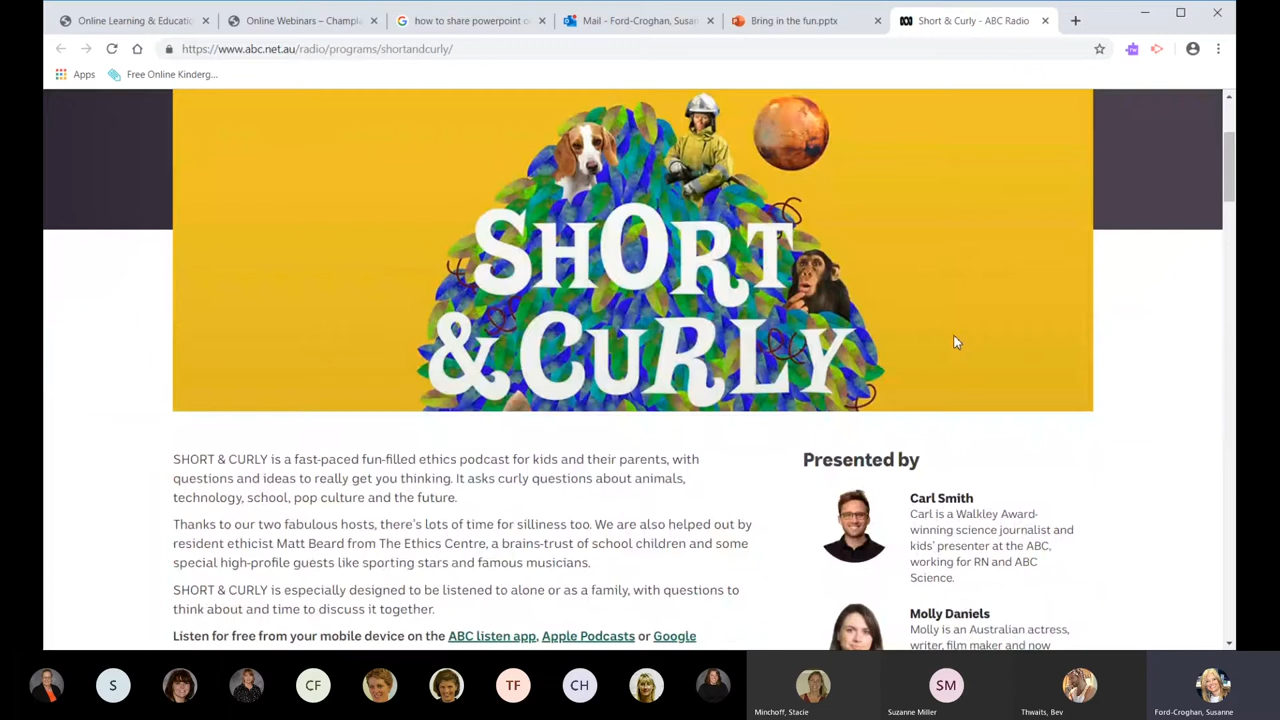 Online Learning & Educati
Online Webinars – Champla
how to share powerpoint o
Mail - Ford-Croghan, Susan
Bring in the fun.pptx
Short & Curly - ABC Radio
https://www.abc.net.au/radio/programs/shortandcurly/
Apps
Free Online Kinderg...
SHORT
& CURLY
SHORT & CURLY is a fast-paced fun-filled ethics podcast for kids and their parents, with
questions and ideas to really get you thinking. It asks curly questions about animals,
technology, school, pop culture and the future.
Thanks to our two fabulous hosts, there's lots of time for silliness too. We are also helped out by
resident ethicist Matt Beard from The Ethics Centre, a brains-trust of school children and some
special high-profile guests like sporting stars and famous musicians.
SHORT & CURLY is especially designed to be listened to alone or as a family, with questions to
think about and time to discuss it together.
Listen for free from your mobile device on the ABC listen app, Apple Podcasts or Google
Presented by
Carl Smith
Carl is a Walkley Award-
winning science journalist and
kids' presenter at the ABC,
working for RN and ABC
Science.
Molly Daniels
Molly is an Australian actress,
writer, film maker and now
S
CF
TF
CH
SM
Minchoff, Stacie
Suzanne Miller
Thwaits, Bev
Ford-Croghan, Susanne